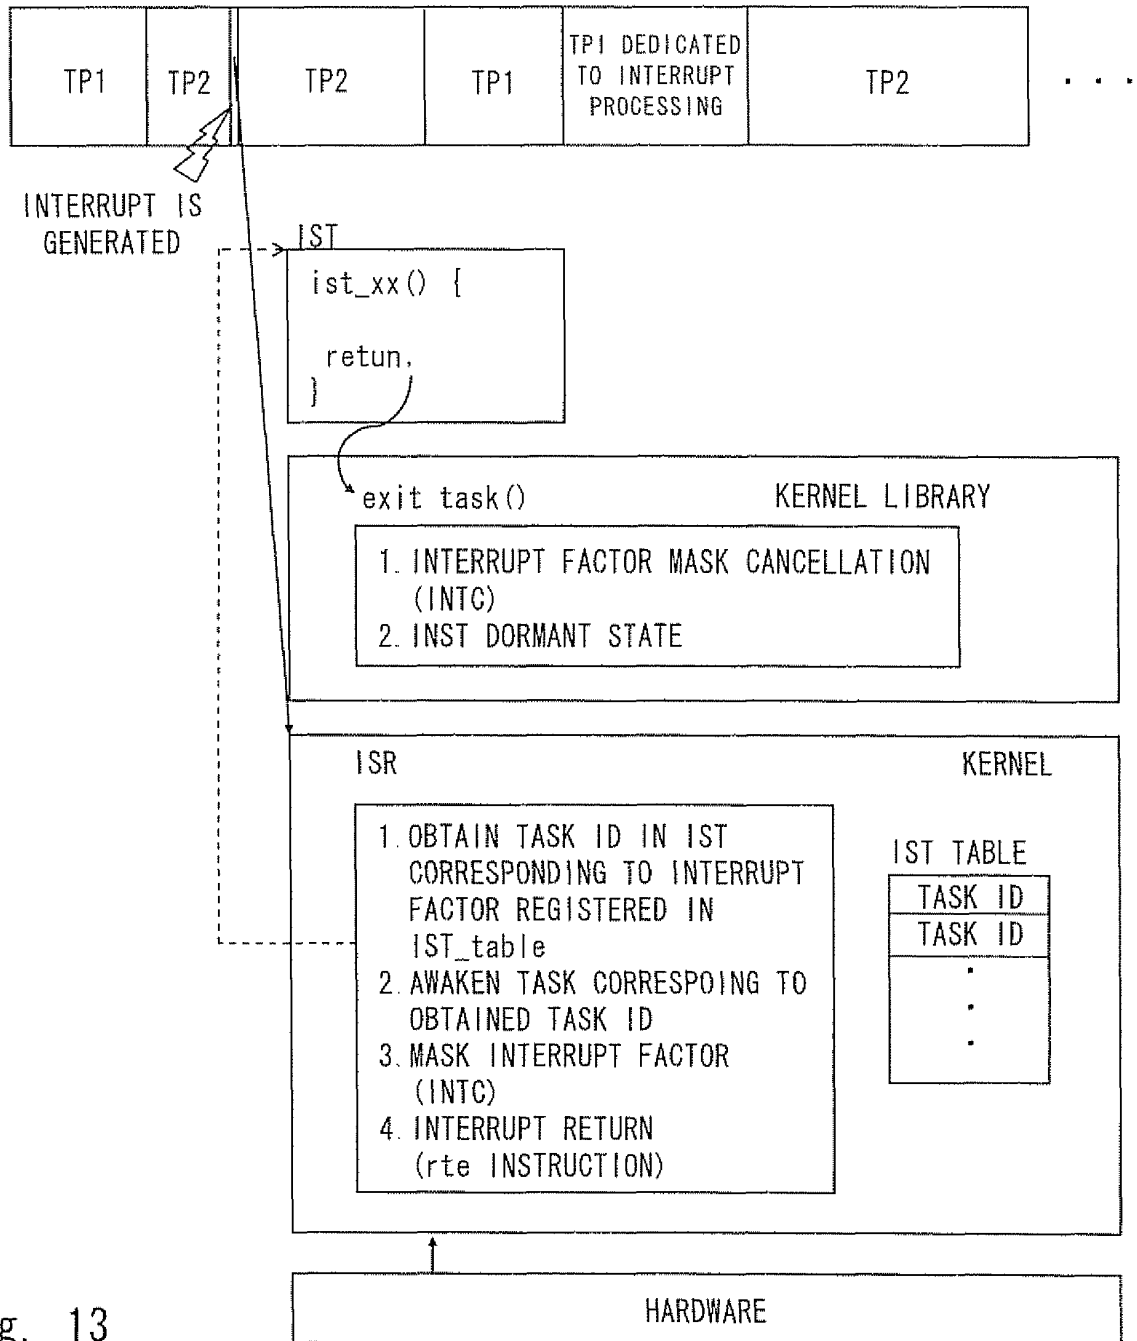 TP1 TP2 TP2 TP1 TP1 DEDICATED TO INTERRUPT PROCESSING TP2 . . .
INTERRUPT IS
GENERATED
IST
ist_xx() {
retun,
}
exit task()
KERNEL LIBRARY
1. INTERRUPT FACTOR MASK CANCELLATION
(INTC)
2. INST DORMANT STATE
ISR
KERNEL
1. OBTAIN TASK ID IN IST
CORRESPONDING TO INTERRUPT
FACTOR REGISTERED IN
IST_table
2. AWAKEN TASK CORRESPOING TO
OBTAINED TASK ID
3. MASK INTERRUPT FACTOR
(INTC)
4. INTERRUPT RETURN
(rte INSTRUCTION)
IST TABLE
TASK ID
TASK ID
.
.
.
HARDWARE
g. 13